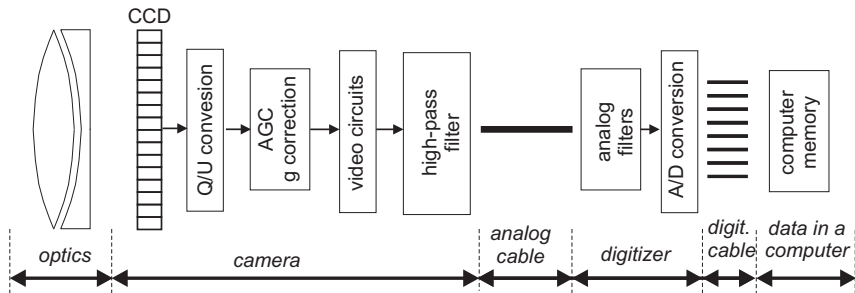 CCD
Q/U convesion
AGC
g correction
video circuits
high-pass
filter
analog
filters
A/D conversion
computer
memory
optics
camera
analog
cable
digitizer
digit.
cable
data in a
computer